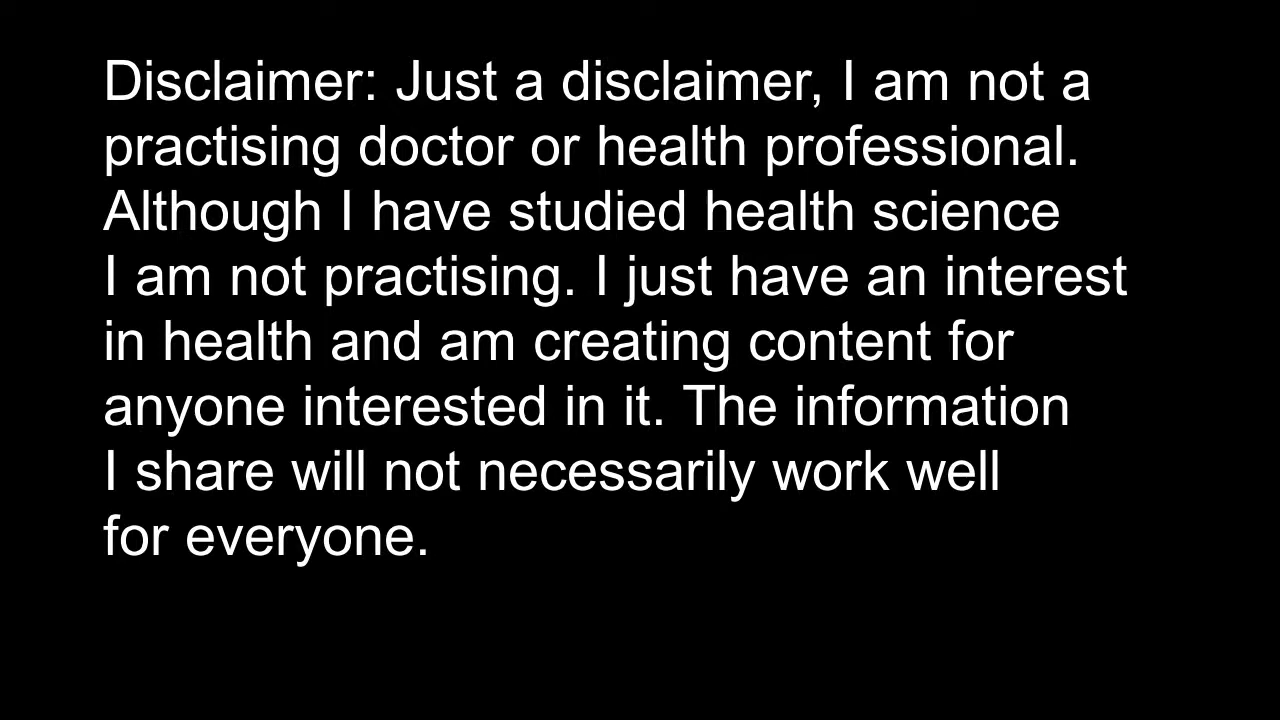 Disclaimer: Just a disclaimer, I am not a
practising doctor or health professional.
Although I have studied health science
I am not practising. I just have an interest
in health and am creating content for
anyone interested in it. The information
I share will not necessarily work well
for everyone.